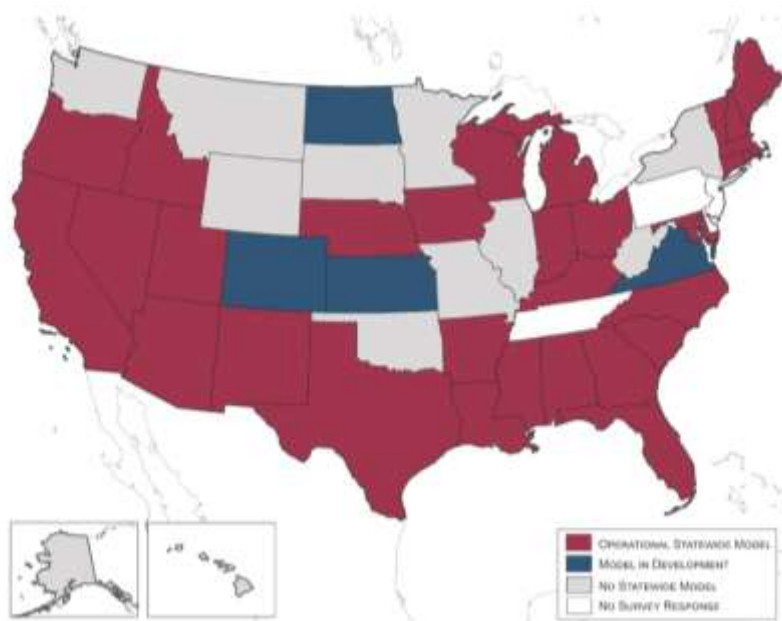 OPERATIONAL STATEWIDE MODEL
MODEL IN DEVELOPMENT
NO STATEWIDE MODEL
NO SURVEY RESPONSE